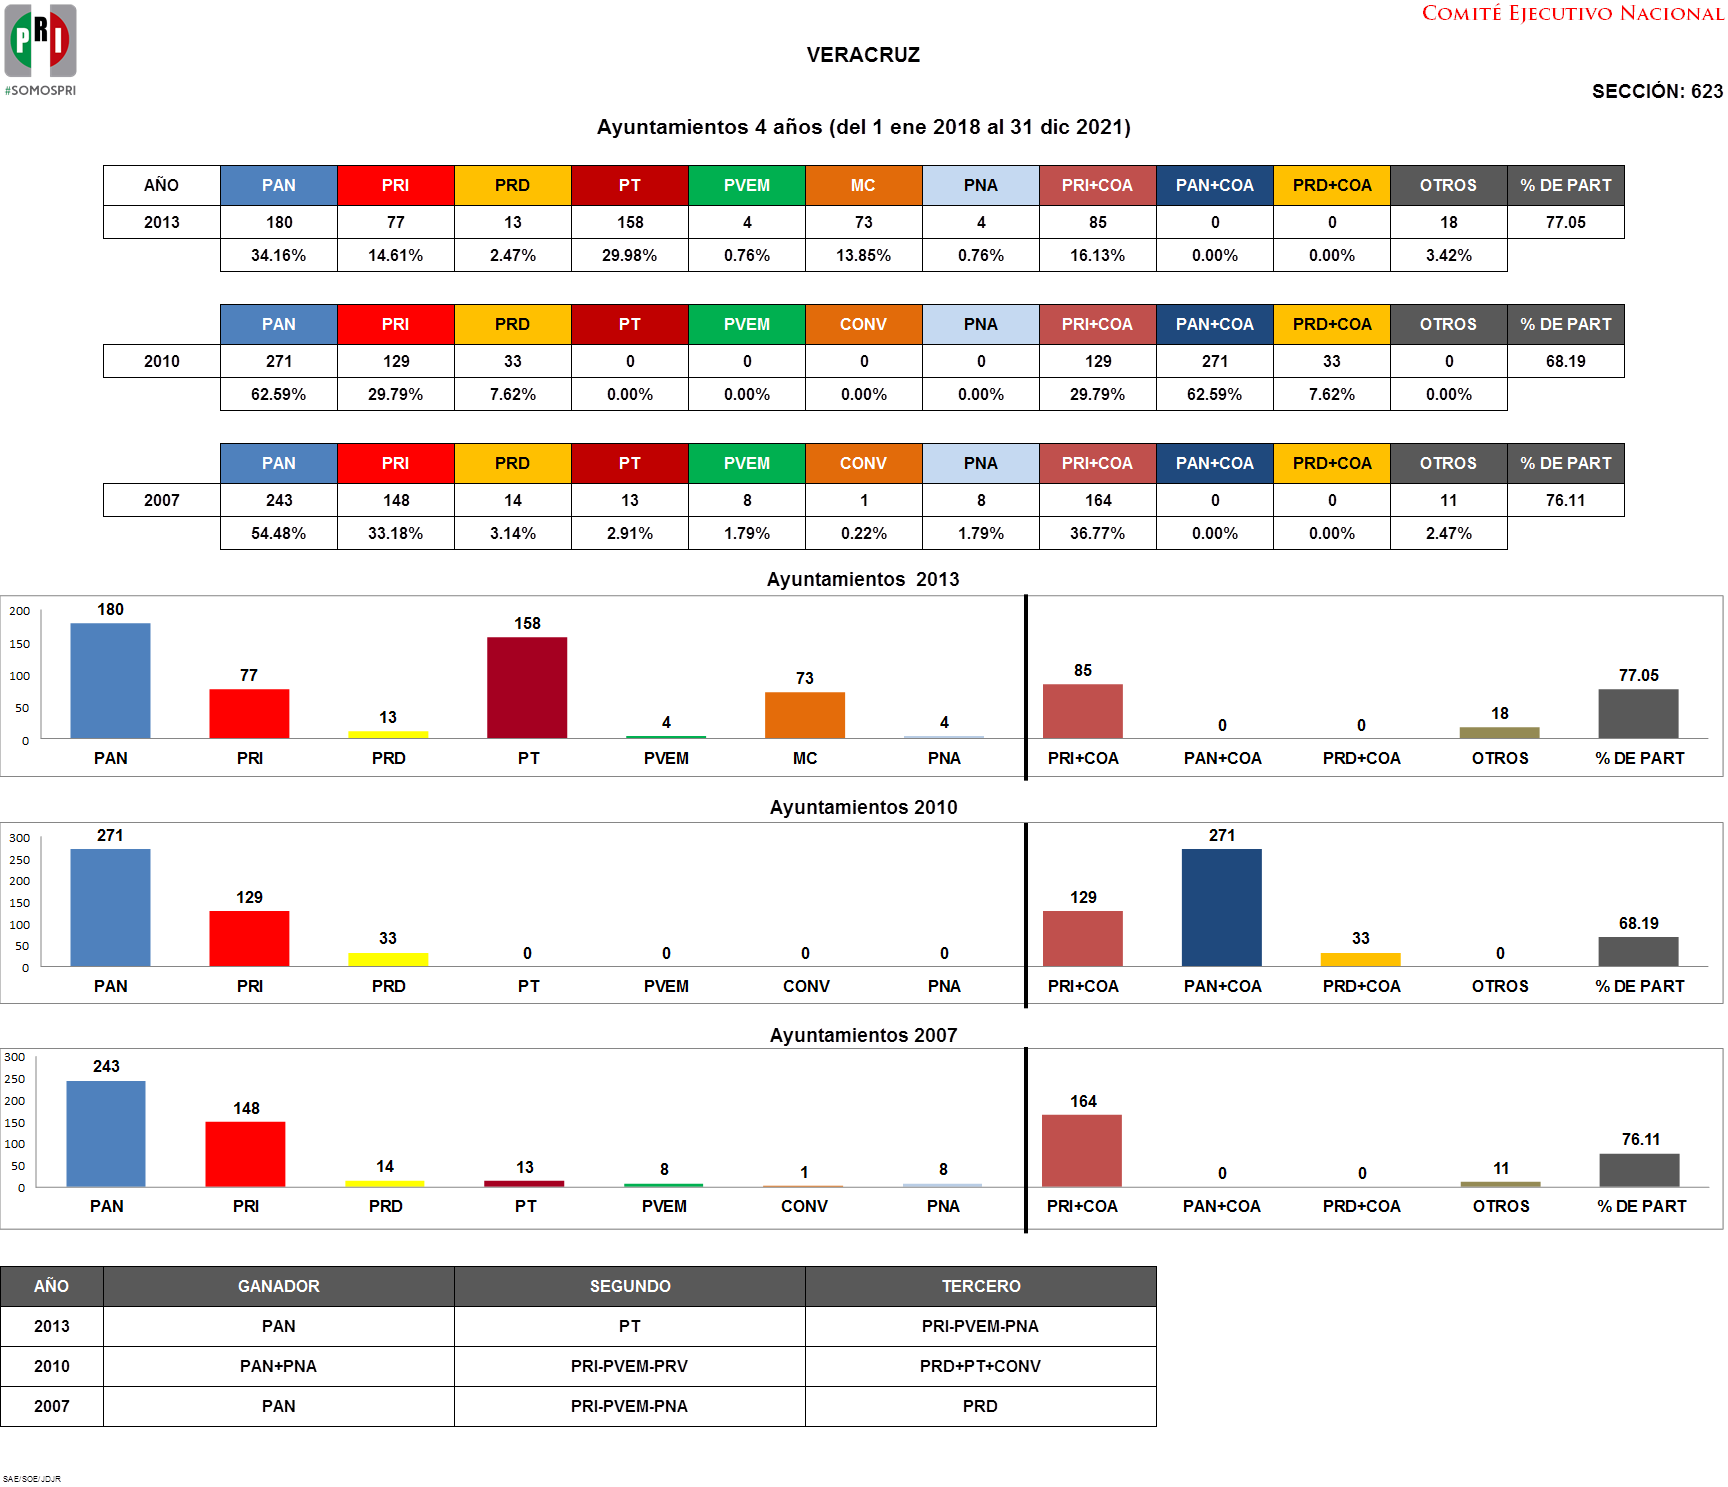 PRI
#SOMOSPRI
COMITÉ EJECUTIVO NACIONAL
VERACRUZ
SECCIÓN: 623
Ayuntamientos 4 años (del 1 ene 2018 al 31 dic 2021)
AÑO PAN PRI PRD PT PVEM MC PNA PRI+COA PAN+COA PRD+COA OTROS % DE PART
2013 180 77 13 158 4 73 4 85 0 0 18 77.05
34.16% 14.61% 2.47% 29.98% 0.76% 13.85% 0.76% 16.13% 0.00% 0.00% 3.42%
PAN PRI PRD PT PVEM CONV PNA PRI+COA PAN+COA PRD+COA OTROS % DE PART
2010 271 129 33 0 0 0 0 129 271 33 0 68.19
62.59% 29.79% 7.62% 0.00% 0.00% 0.00% 0.00% 29.79% 62.59% 7.62% 0.00%
PAN PRI PRD PT PVEM CONV PNA PRI+COA PAN+COA PRD+COA OTROS % DE PART
2007 243 148 14 13 8 1 8 164 0 0 11 76.11
54.48% 33.18% 3.14% 2.91% 1.79% 0.22% 1.79% 36.77% 0.00% 0.00% 2.47%
Ayuntamientos 2013
200
150
100
50
0
180 77 13 158 4 73 4 85 0 0 18 77.05
PAN PRI PRD PT PVEM MC PNA PRI+COA PAN+COA PRD+COA OTROS % DE PART
Ayuntamientos 2010
300
250
200
150
100
50
0
271 129 33 0 0 0 0 129 271 33 0 68.19
PAN PRI PRD PT PVEM CONV PNA PRI+COA PAN+COA PRD+COA OTROS % DE PART
Ayuntamientos 2007
300
250
200
150
100
50
0
243 148 14 13 8 1 8 164 0 0 11 76.11
PAN PRI PRD PT PVEM CONV PNA PRI+COA PAN+COA PRD+COA OTROS % DE PART
AÑO GANADOR SEGUNDO TERCERO
2013 PAN PT PRI-PVEM-PNA
2010 PAN+PNA PRI-PVEM-PRV PRD+PT+CONV
2007 PAN PRI-PVEM-PNA PRD
SAE/SOE/JDJR